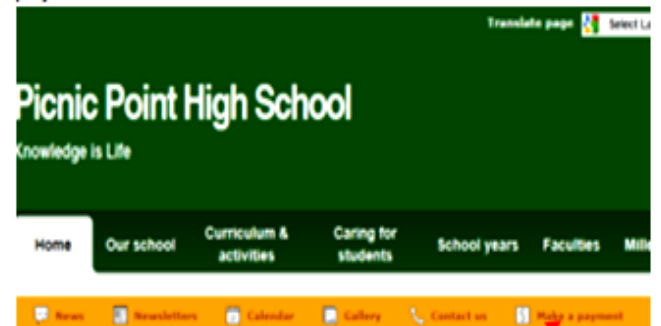 Translate page Select La
Picnic Point High School
Knowledge is Life
Home Our school Curriculum & activities Caring for students School years Faculties Mille
News Newsletters Calendar Gallery Contact us Make a payment